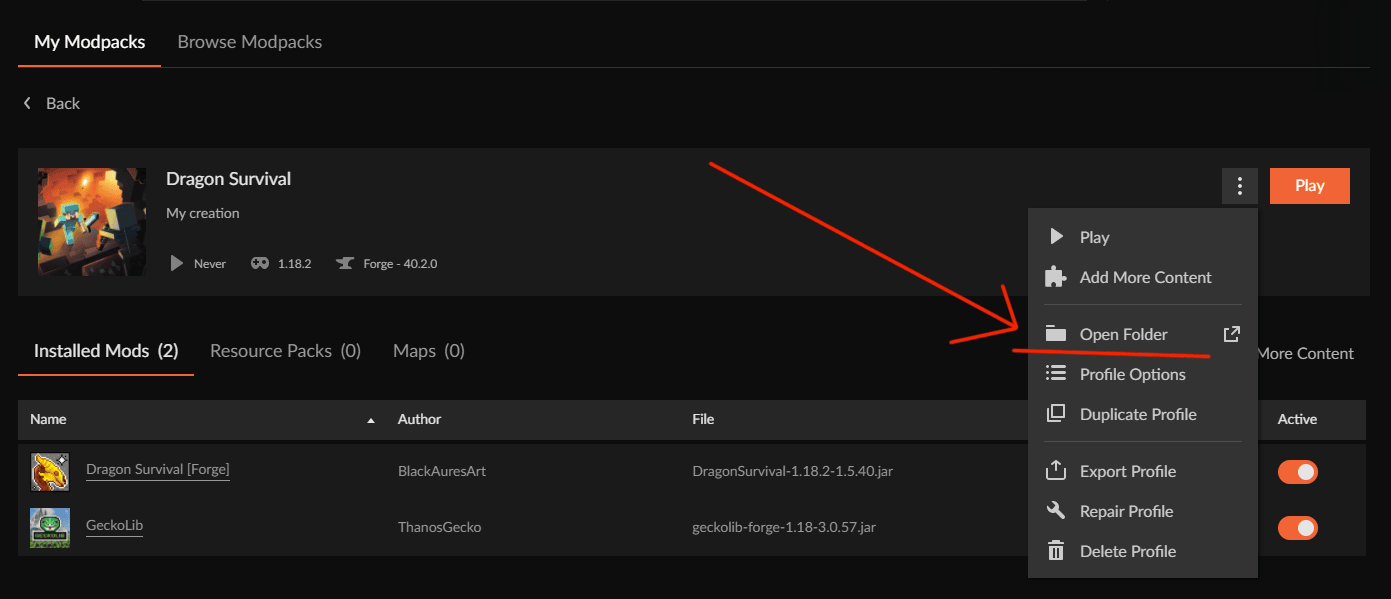 My Modpacks Browse Modpacks
Back
Dragon Survival
Play
My creation
Never 1.18.2 Forge - 40.2.0
Play
Add More Content
Open Folder
Profile Options
Duplicate Profile
Export Profile
Repair Profile
Delete Profile
Installed Mods (2) Resource Packs (0) Maps (0) More Content
Name Author File Active
Dragon Survival [Forge] BlackAuresArt DragonSurvival-1.18.2-1.5.40.jar
GECKOLIB
GeckoLib ThanosGecko geckolib-forge-1.18-3.0.57.jar